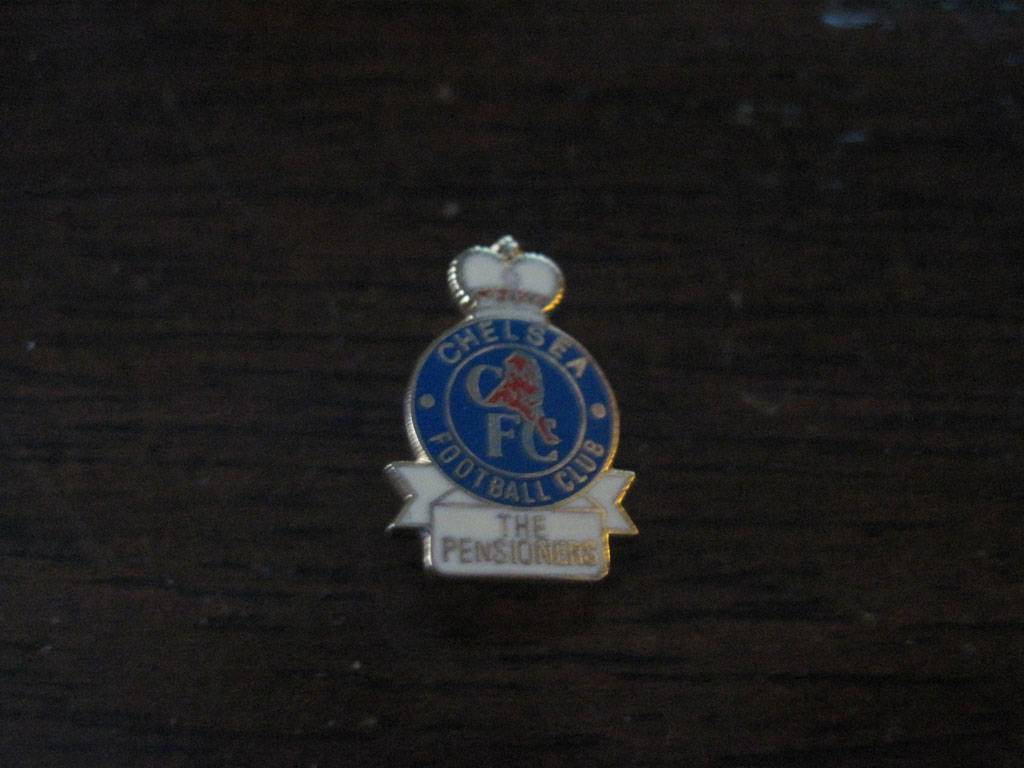 CHELSEA
CFC
FOOTBALL CLUB
THE
PENSIONERS